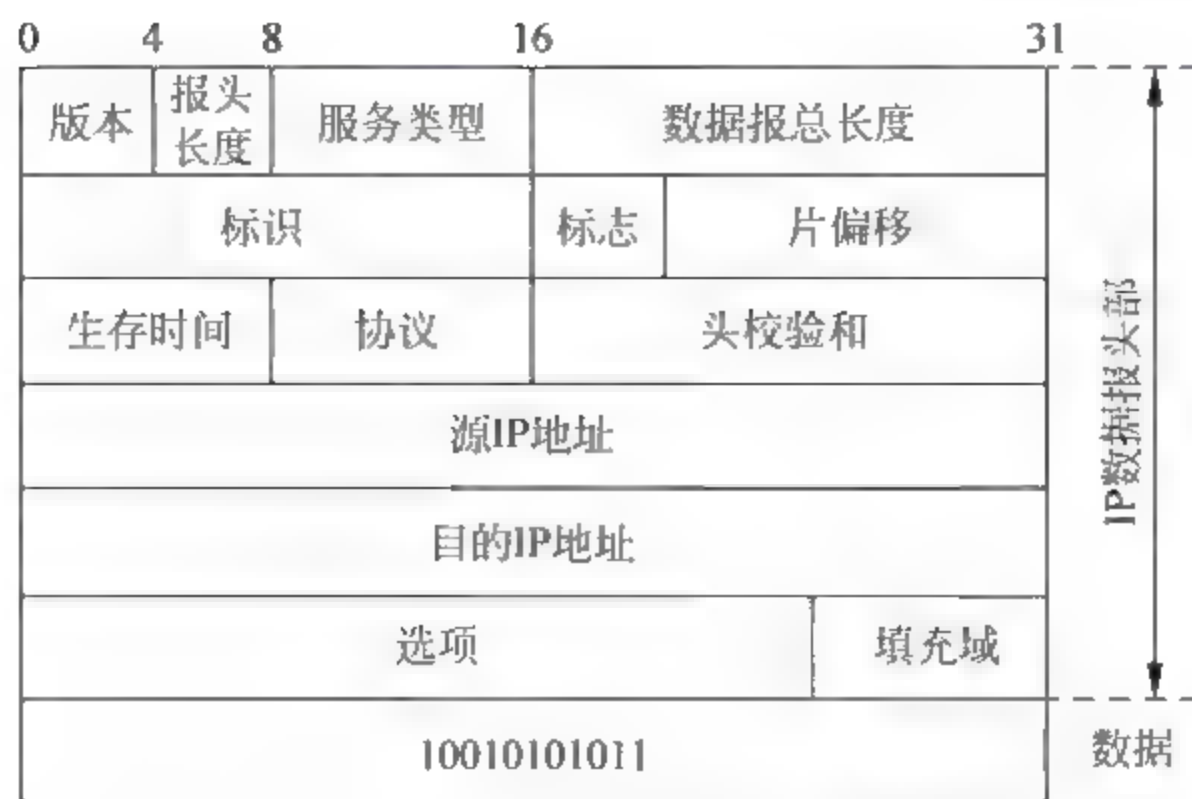 0 4 8 16 31
版本 报头长度 服务类型 数据报总长度
标识 标志 片偏移
生存时间 协议 头校验和
源IP地址
目的IP地址
选项 填充域
10010101011 数据
IP数据报头部